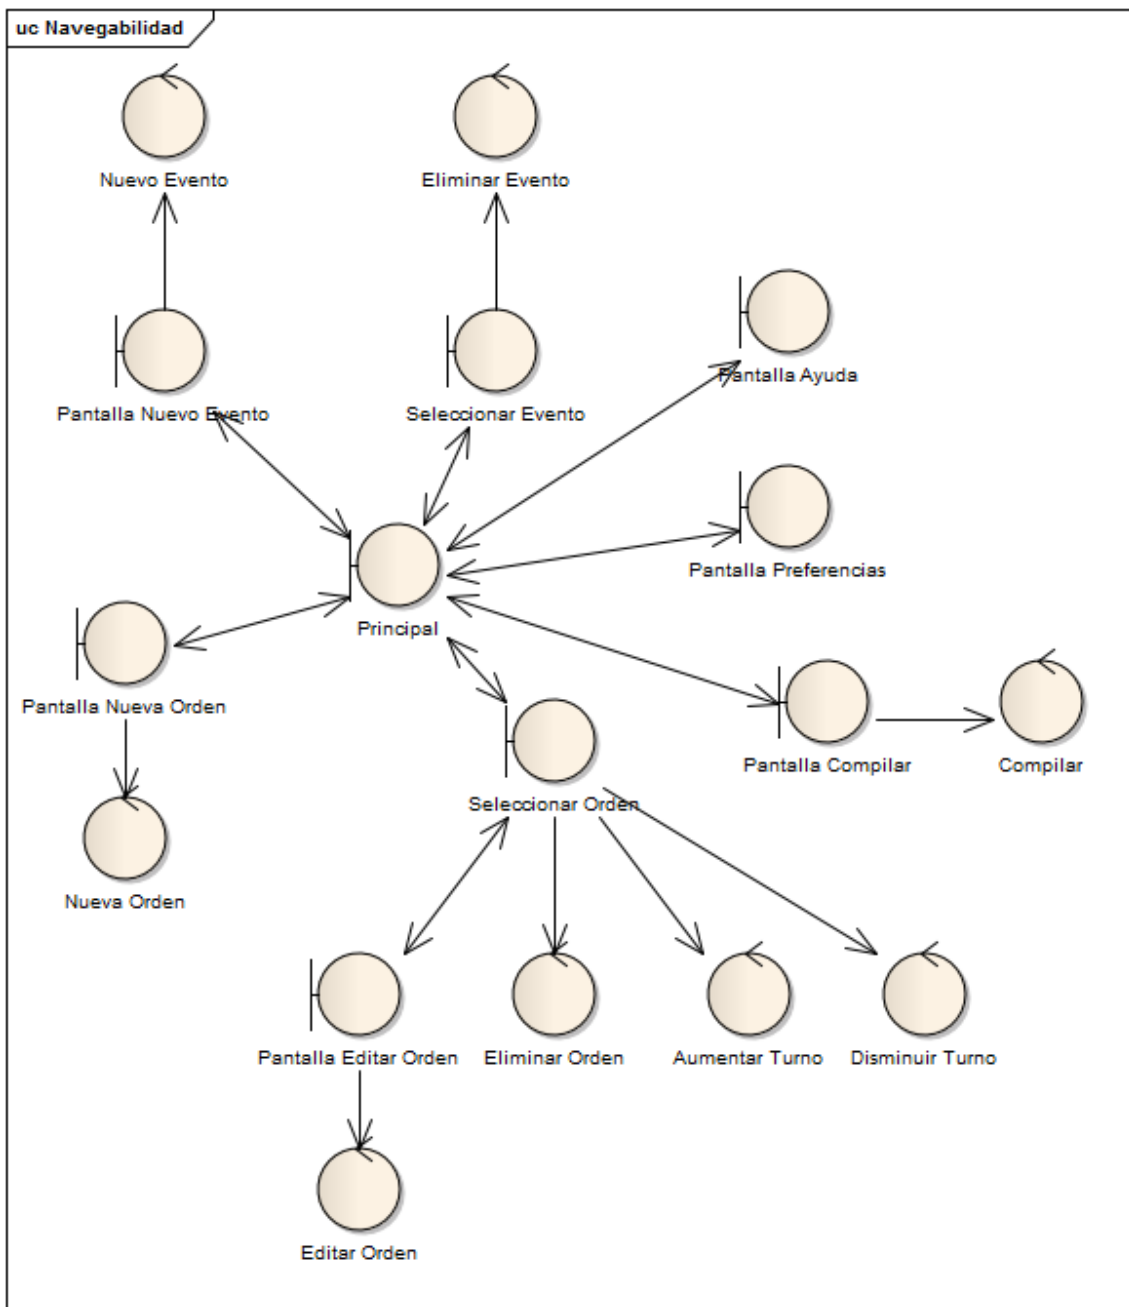 uc Navegabilidad
Nuevo Evento
Eliminar Evento
Pantalla Ayuda
Pantalla Nuevo Evento
Seleccionar Evento
Pantalla Preferencias
Principal
Pantalla Nueva Orden
Pantalla Compilar
Compilar
Seleccionar Orden
Nueva Orden
Pantalla Editar Orden
Eliminar Orden
Aumentar Turno
Disminuir Turno
Editar Orden